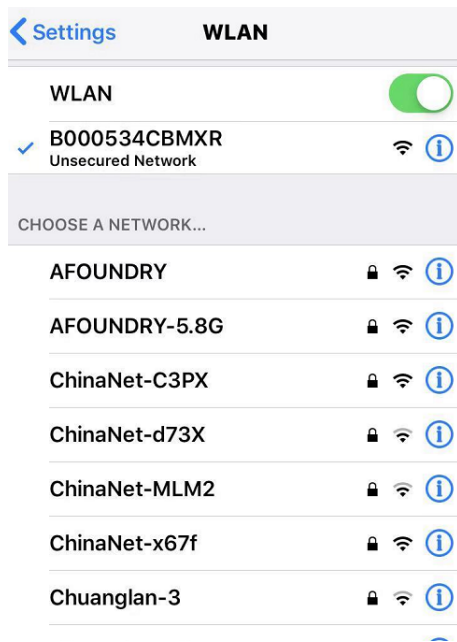 Settings WLAN
WLAN
B000534CBMXR
Unsecured Network
CHOOSE A NETWORK...
AFOUNDRY
AFOUNDRY-5.8G
ChinaNet-C3PX
ChinaNet-d73X
ChinaNet-MLM2
ChinaNet-x67f
Chuanglan-3